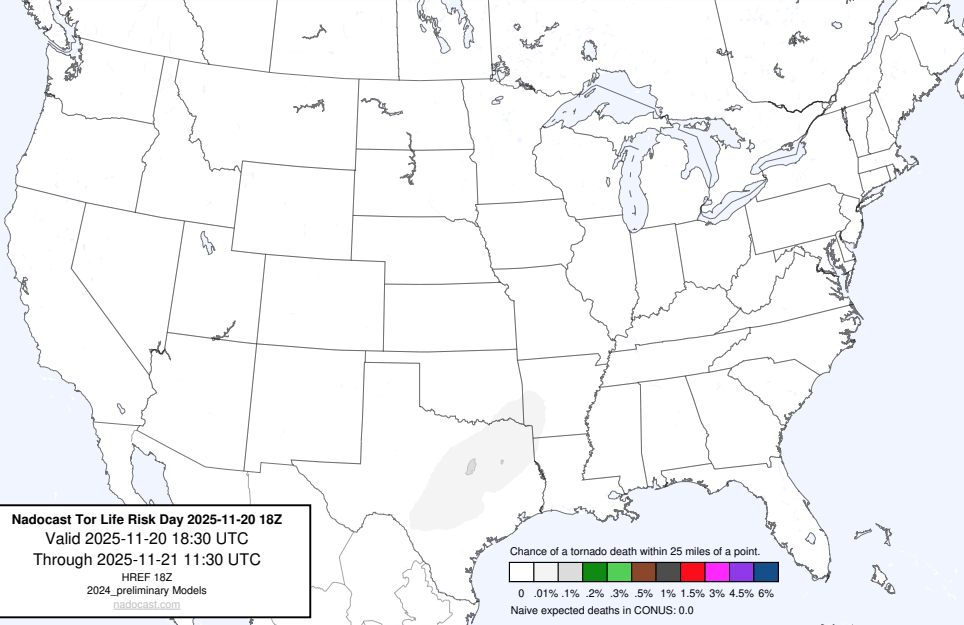 Nadocast Tor Life Risk Day 2025-11-20 18Z
Valid 2025-11-20 18:30 UTC
Through 2025-11-21 11:30 UTC
HREF 18Z
2024_preliminary Models
nadocast.com
Chance of a tornado death within 25 miles of a point.
0 .01% .1% .2% .3% .5% 1% 1.5% 3% 4.5% 6%
Naive expected deaths in CONUS: 0.0